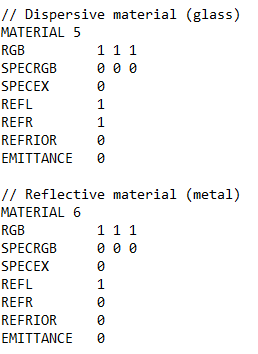 // Dispersive material (glass)
MATERIAL 5
RGB 1 1 1
SPECRGB 0 0 0
SPECEX 0
REFL 1
REFR 1
REFRIOR 0
EMITTANCE 0

// Reflective material (metal)
MATERIAL 6
RGB 1 1 1
SPECRGB 0 0 0
SPECEX 0
REFL 1
REFR 0
REFRIOR 0
EMITTANCE 0